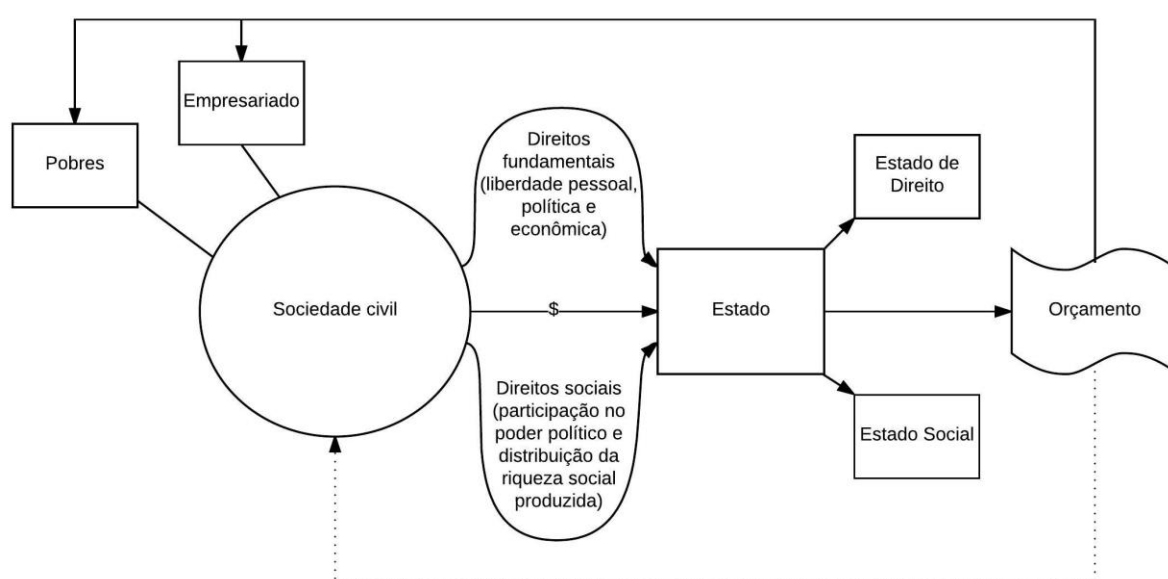 Empresariado
Pobres
Direitos
fundamentais
(liberdade pessoal,
política e
econômica)
Estado de
Direito
Sociedade civil
$
Estado
Orçamento
Direitos sociais
(participação no
poder político e
distribuição da
riqueza social
produzida)
Estado Social